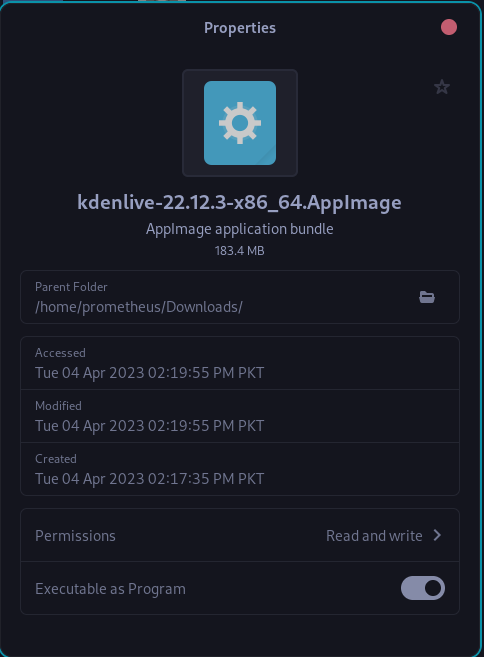 Properties
kdenlive-22.12.3-x86_64.AppImage
AppImage application bundle
183.4 MB
Parent Folder
/home/prometheus/Downloads/
Accessed
Tue 04 Apr 2023 02:19:55 PM PKT
Modified
Tue 04 Apr 2023 02:19:55 PM PKT
Created
Tue 04 Apr 2023 02:17:35 PM PKT
Permissions Read and write
Executable as Program